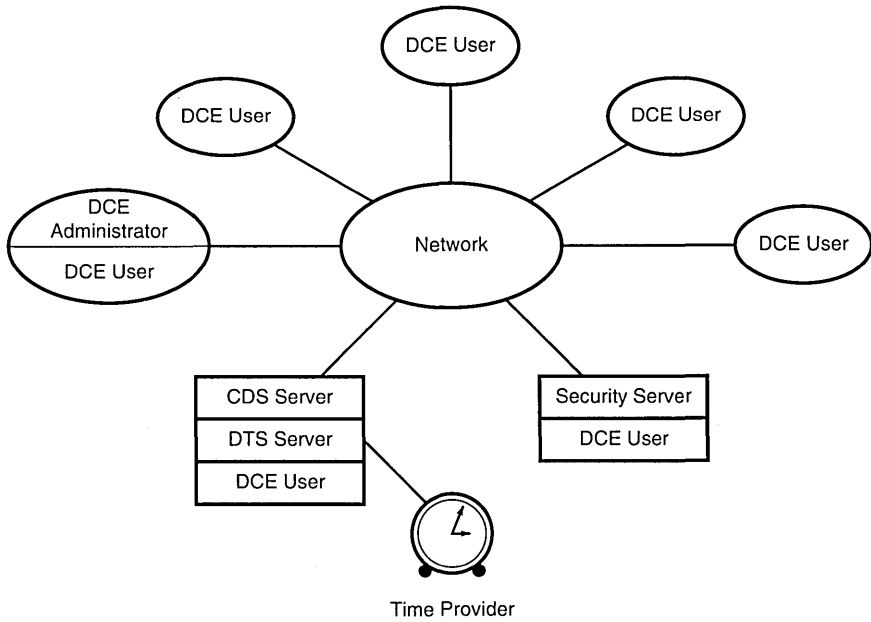 DCE User
DCE User
DCE User
DCE
Administrator
DCE User
Network
DCE User
CDS Server
DTS Server
DCE User
Security Server
DCE User
Time Provider